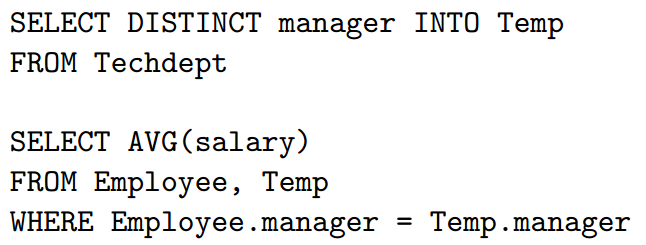 SELECT DISTINCT manager INTO Temp
FROM Techdept
SELECT AVG(salary)
FROM Employee, Temp
WHERE Employee.manager = Temp.manager